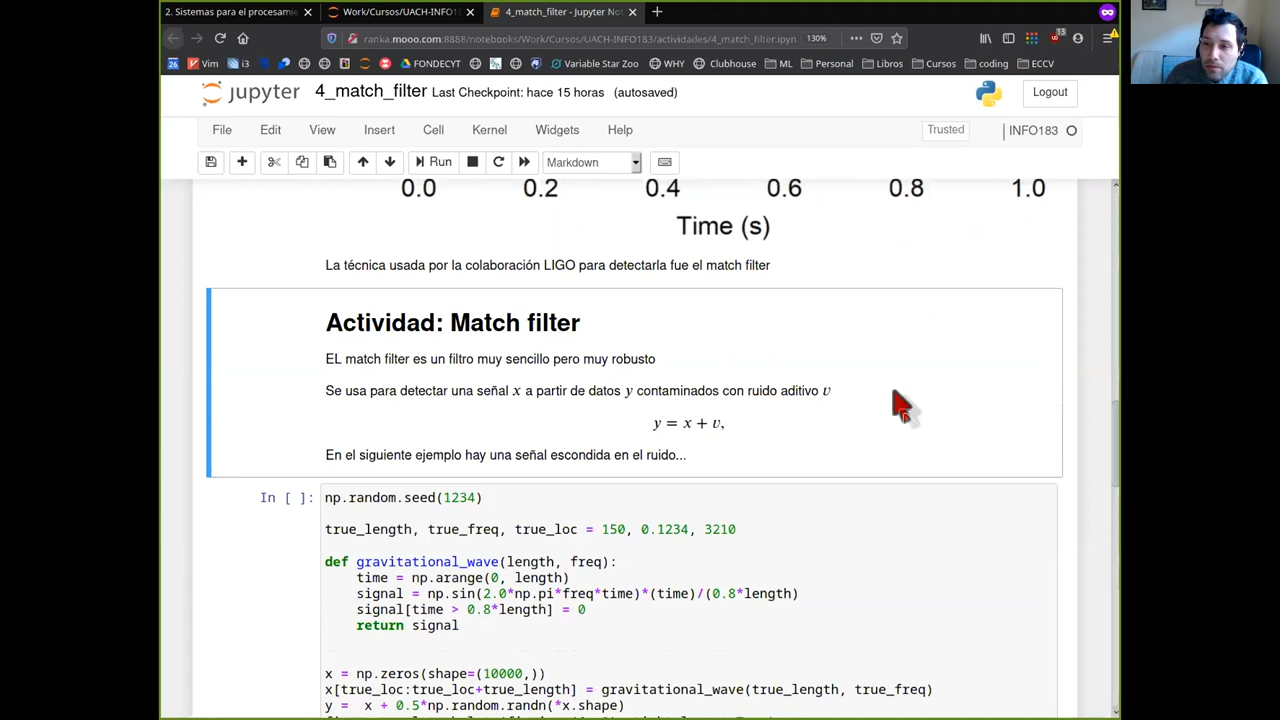 2. Sistemas para el procesamie
Work/Cursos/UACH-INFO1
4_match_filter - Jupyter Not
ranka.mooo.com:8888/notebooks/Work/Cursos/UACH-INFO183/actividades/4_match_filter.ipyn
130%
Vim
i3
FONDECYT
Variable Star Zoo
WHY
Clubhouse
ML
Personal
Libros
Cursos
coding
ECCV
jupyter
4_match_filter Last Checkpoint: hace 15 horas (autosaved)
Logout
File Edit View Insert Cell Kernel Widgets Help
Trusted
INFO183
Run
Markdown
0.0 0.2 0.4 0.6 0.8 1.0
Time (s)
La técnica usada por la colaboración LIGO para detectarla fue el match filter
Actividad: Match filter
EL match filter es un filtro muy sencillo pero muy robusto
Se usa para detectar una señal x a partir de datos y contaminados con ruido aditivo υ
y = x + υ,
En el siguiente ejemplo hay una señal escondida en el ruido...
In [ ]:
np.random.seed(1234)
true_length, true_freq, true_loc = 150, 0.1234, 3210
def gravitational_wave(length, freq):
time = np.arange(0, length)
signal = np.sin(2.0*np.pi*freq*time)*(time)/(0.8*length)
signal[time > 0.8*length] = 0
return signal
x = np.zeros(shape=(10000,))
x[true_loc:true_loc+true_length] = gravitational_wave(true_length, true_freq)
y = x + 0.5*np.random.randn(*x.shape)